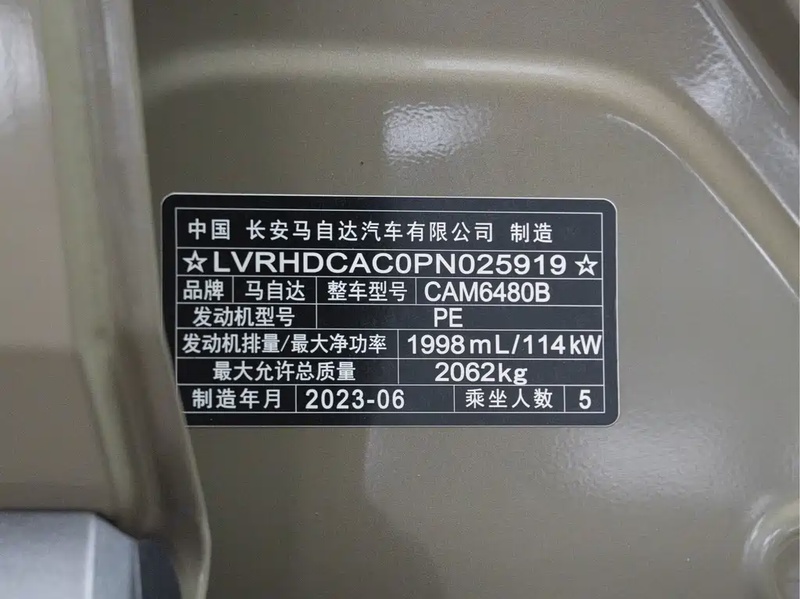 中国 长安马自达汽车有限公司 制造
☆LVRHDCAC0PN025919☆
品牌 马自达 整车型号 CAM6480B
发动机型号 PE
发动机排量/最大净功率 1998mL/114kW
最大允许总质量 2062kg
制造年月 2023-06 乘坐人数 5